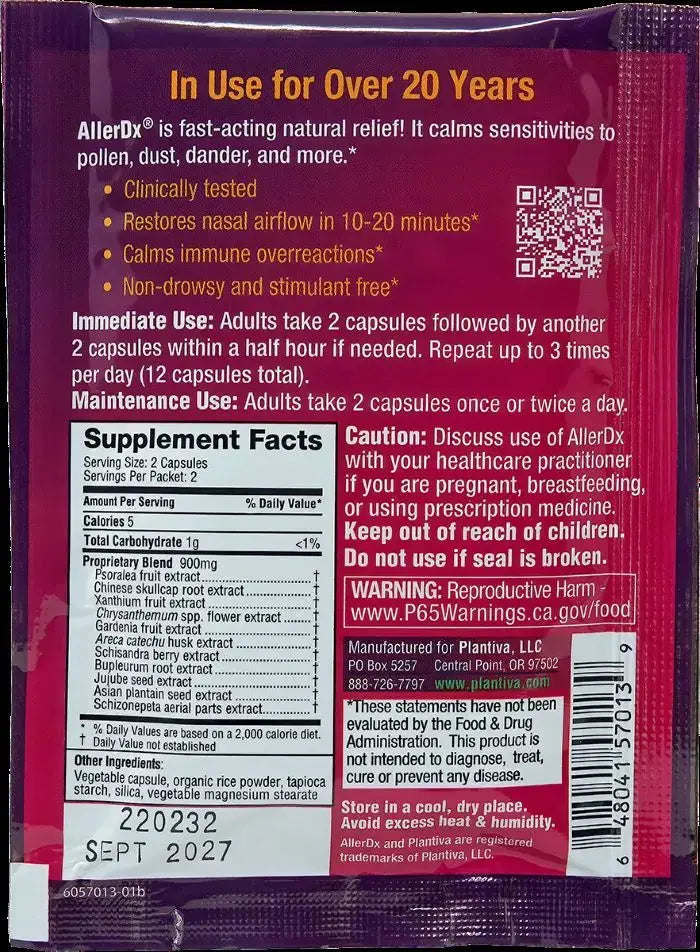 In Use for Over 20 Years
AllerDx® is fast-acting natural relief! It calms sensitivities to
pollen, dust, dander, and more.*
• Clinically tested
• Restores nasal airflow in 10-20 minutes*
• Calms immune overreactions*
• Non-drowsy and stimulant free*
Immediate Use: Adults take 2 capsules followed by another
2 capsules within a half hour if needed. Repeat up to 3 times
per day (12 capsules total).
Maintenance Use: Adults take 2 capsules once or twice a day.
Supplement Facts
Serving Size: 2 Capsules
Servings Per Packet: 2
Amount Per Serving % Daily Value*
Calories 5
Total Carbohydrate 1g <1%
Proprietary Blend 900mg
Psoralea fruit extract †
Chinese skullcap root extract †
Xanthium fruit extract †
Chrysanthemum spp. flower extract †
Gardenia fruit extract †
Areca catechu husk extract †
Schisandra berry extract †
Bupleurum root extract †
Jujube seed extract †
Asian plantain seed extract †
Schizonepeta aerial parts extract †
* % Daily Values are based on a 2,000 calorie diet.
† Daily Value not established
Other Ingredients:
Vegetable capsule, organic rice powder, tapioca
starch, silica, vegetable magnesium stearate
220232
SEPT 2027
6057013-01b
Caution: Discuss use of AllerDx
with your healthcare practitioner
if you are pregnant, breastfeeding,
or using prescription medicine.
Keep out of reach of children.
Do not use if seal is broken.
WARNING: Reproductive Harm -
www.P65Warnings.ca.gov/food
Manufactured for Plantiva, LLC
PO Box 5257 Central Point, OR 97502
888-726-7797 www.plantiva.com
*These statements have not been
evaluated by the Food & Drug
Administration. This product is
not intended to diagnose, treat,
cure or prevent any disease.
Store in a cool, dry place.
Avoid excess heat & humidity.
AllerDx and Plantiva are registered
trademarks of Plantiva, LLC.
6 48041 57013 9